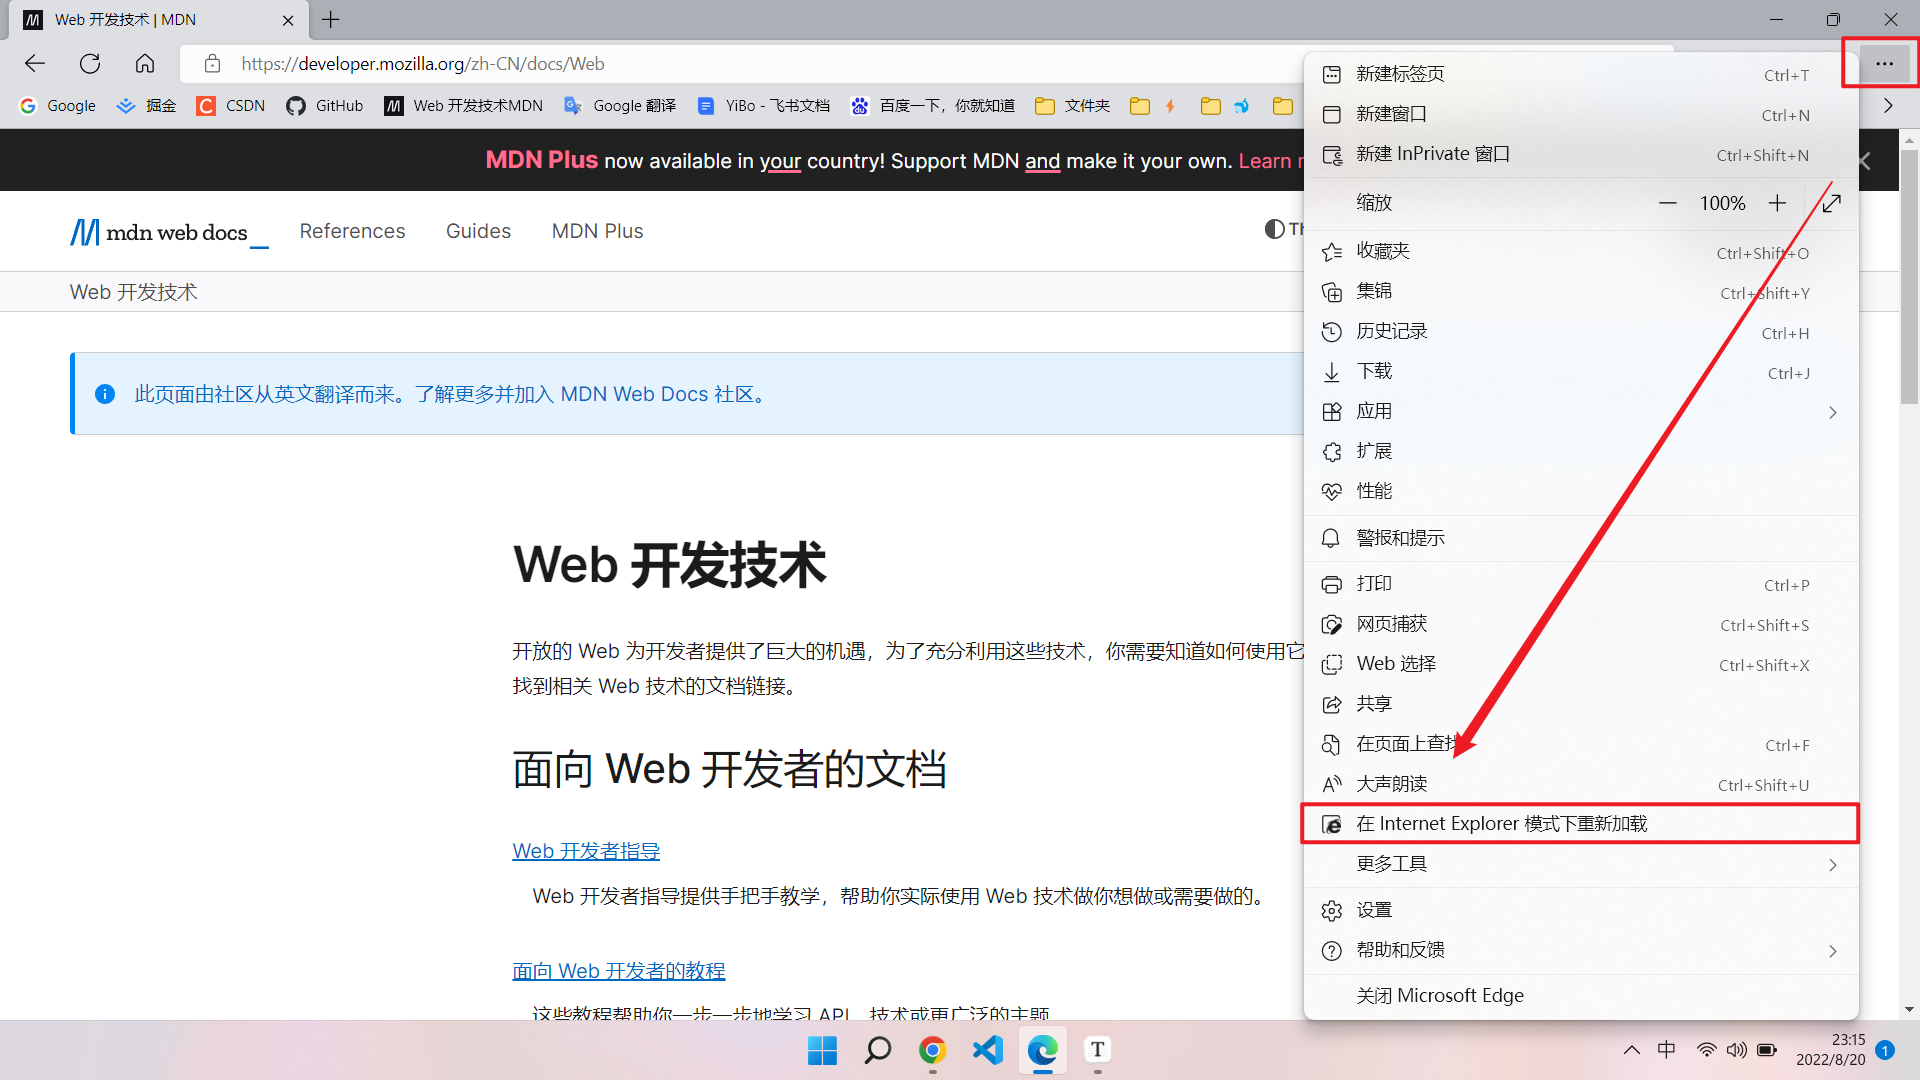 Web 开发技术 | MDN
https://developer.mozilla.org/zh-CN/docs/Web
Google 掘金 CSDN GitHub Web 开发技术MDN Google 翻译 YiBo - 飞书文档 百度一下，你就知道 文件夹
MDN Plus now available in your country! Support MDN and make it your own. Learn
mdn web docs_ References Guides MDN Plus
Web 开发技术
此页面由社区从英文翻译而来。了解更多并加入 MDN Web Docs 社区。
Web 开发技术
开放的 Web 为开发者提供了巨大的机遇，为了充分利用这些技术，你需要知道如何使用它
找到相关 Web 技术的文档链接。
面向 Web 开发者的文档
Web 开发者指导
Web 开发者指导提供手把手教学，帮助你实际使用 Web 技术做你想做或需要做的。
面向 Web 开发者的教程
这些教程帮助你一步一步地学习 API、技术或更广泛的主题
新建标签页 Ctrl+T
新建窗口 Ctrl+N
新建 InPrivate 窗口 Ctrl+Shift+N
缩放 — 100% +
收藏夹 Ctrl+Shift+O
集锦 Ctrl+Shift+Y
历史记录 Ctrl+H
下载 Ctrl+J
应用
扩展
性能
警报和提示
打印 Ctrl+P
网页捕获 Ctrl+Shift+S
Web 选择 Ctrl+Shift+X
共享
在页面上查找 Ctrl+F
大声朗读 Ctrl+Shift+U
在 Internet Explorer 模式下重新加载
更多工具
设置
帮助和反馈
关闭 Microsoft Edge
中
23:15
2022/8/20
1